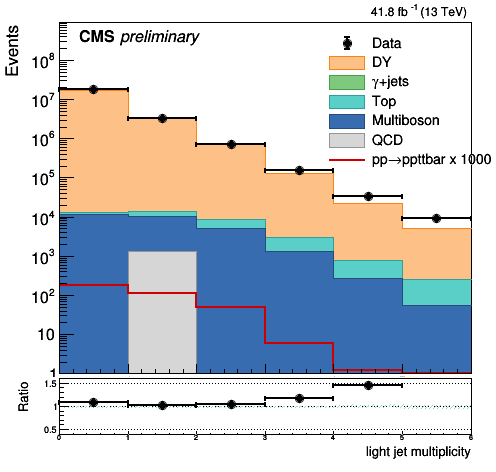 41.8 fb⁻¹ (13 TeV)
CMS preliminary
Events
Data
DY
γ+jets
Top
Multiboson
QCD
pp→ppttbar x 1000
10⁸
10⁷
10⁶
10⁵
10⁴
10³
10²
10
1
Ratio
1.5
1
0.5
0 1 2 3 4 5 6
light jet multiplicity